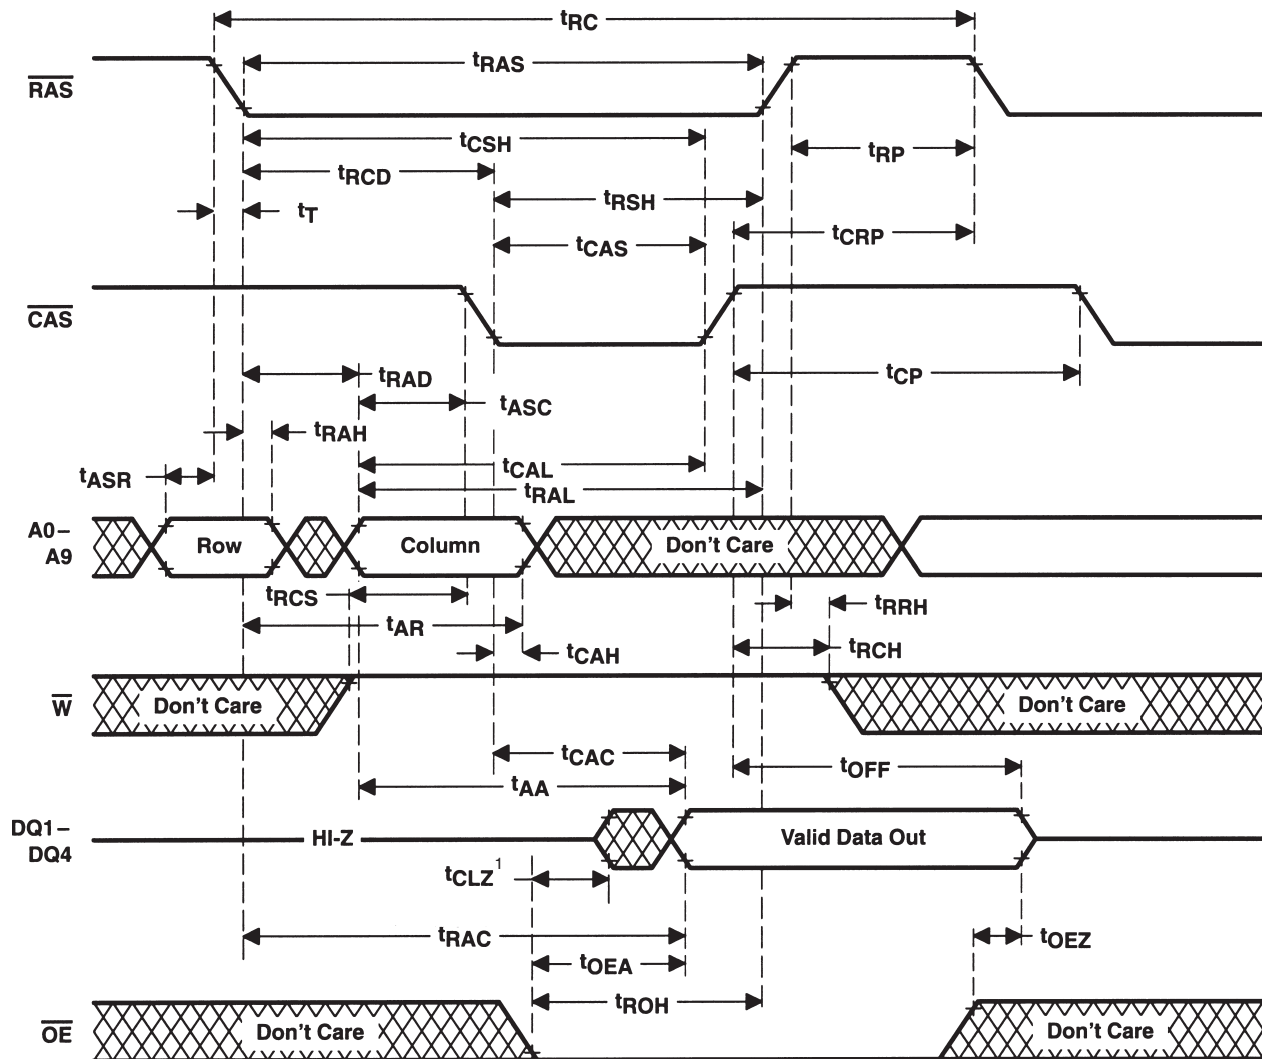 tRC
RAS
tRAS
tCSH
tRP
tRCD
tRSH
tT
tCRP
tCAS
CAS
tRAD
tCP
tASC
tRAH
tCAL
tASR
tRAL
A0–
A9
Row
Column
Don't Care
tRCS
tRRH
tAR
tRCH
tCAH
W
Don't Care
Don't Care
tCAC
tOFF
tAA
DQ1–
DQ4
HI-Z
Valid Data Out
tCLZ1
tRAC
tOEZ
tOEA
tROH
OE
Don't Care
Don't Care